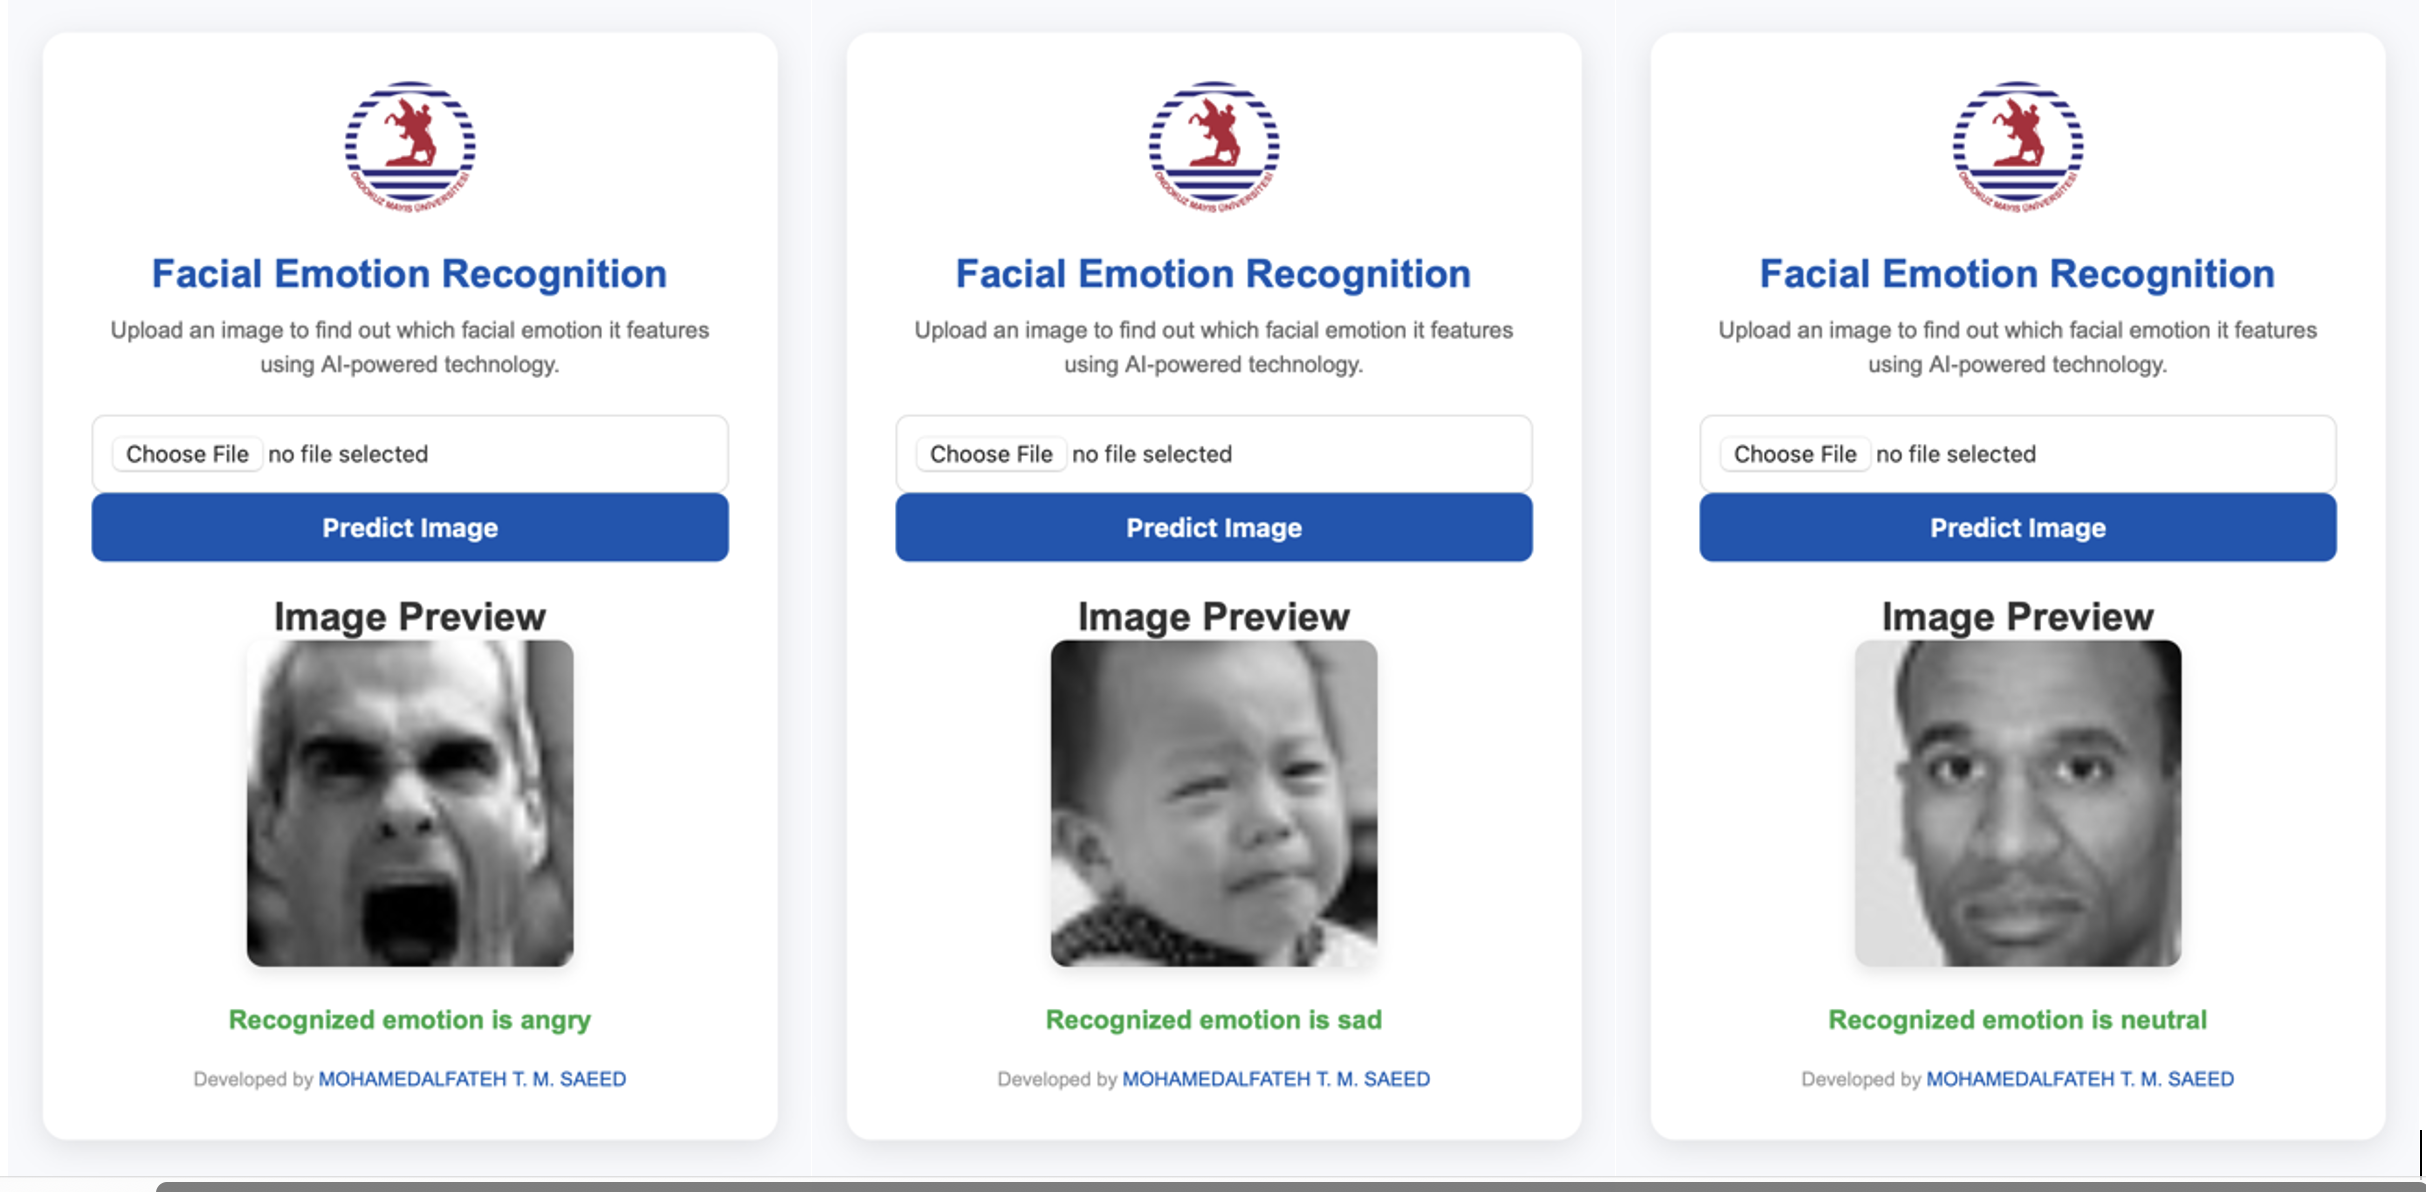 ONDOKUZ MAYIS ÜNİVERSİTESİ
Facial Emotion Recognition
Upload an image to find out which facial emotion it features
using AI-powered technology.
Choose File no file selected
Predict Image
Image Preview
Recognized emotion is angry
Developed by MOHAMEDALFATEH T. M. SAEED
ONDOKUZ MAYIS ÜNİVERSİTESİ
Facial Emotion Recognition
Upload an image to find out which facial emotion it features
using AI-powered technology.
Choose File no file selected
Predict Image
Image Preview
Recognized emotion is sad
Developed by MOHAMEDALFATEH T. M. SAEED
ONDOKUZ MAYIS ÜNİVERSİTESİ
Facial Emotion Recognition
Upload an image to find out which facial emotion it features
using AI-powered technology.
Choose File no file selected
Predict Image
Image Preview
Recognized emotion is neutral
Developed by MOHAMEDALFATEH T. M. SAEED